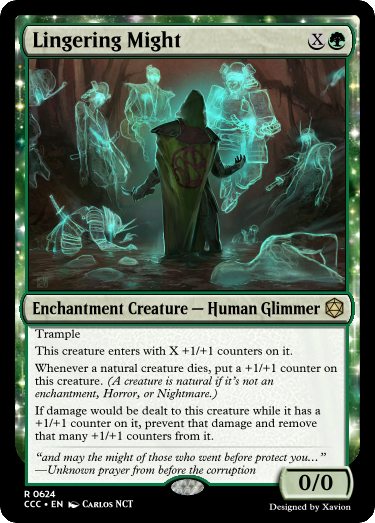 Lingering Might X
Enchantment Creature — Human Glimmer
Trample
This creature enters with X +1/+1 counters on it.
Whenever a natural creature dies, put a +1/+1 counter on
this creature. (A creature is natural if it's not an
enchantment, Horror, or Nightmare.)
If damage would be dealt to this creature while it has a
+1/+1 counter on it, prevent that damage and remove
that many +1/+1 counters from it.
“and may the might of those who went before protect you…”
—Unknown prayer from before the corruption
0/0
R 0624
CCC • EN Carlos NCT
Designed by Xavion